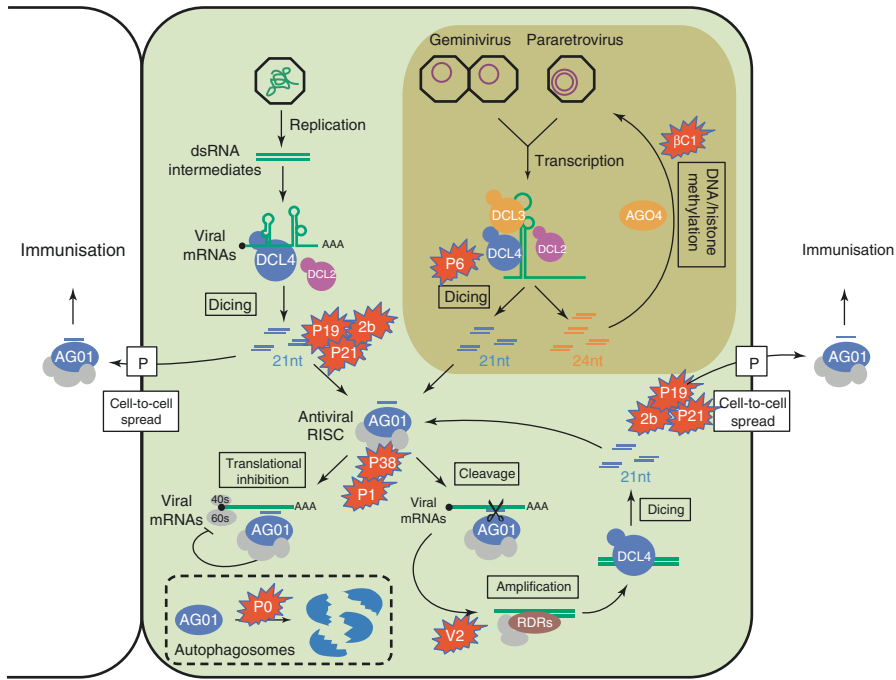 Geminivirus
Pararetrovirus
Replication
dsRNA
intermediates
Transcription
βC1
DNA/histone
methylation
AGO4
DCL3
DCL4
DCL2
P6
Dicing
21nt
24nt
Viral
mRNAs
AAA
DCL4
DCL2
Dicing
P19
2b
P21
21nt
Immunisation
AG01
P
Cell-to-cell
spread
Immunisation
AG01
P
Cell-to-cell
spread
P19
2b
P21
21nt
Antiviral
RISC
AG01
P38
P1
Translational
inhibition
Viral
mRNAs
40s
60s
AAA
AG01
Cleavage
Viral
mRNAs
AAA
AG01
Dicing
DCL4
Amplification
V2
RDRs
AG01
P0
Autophagosomes